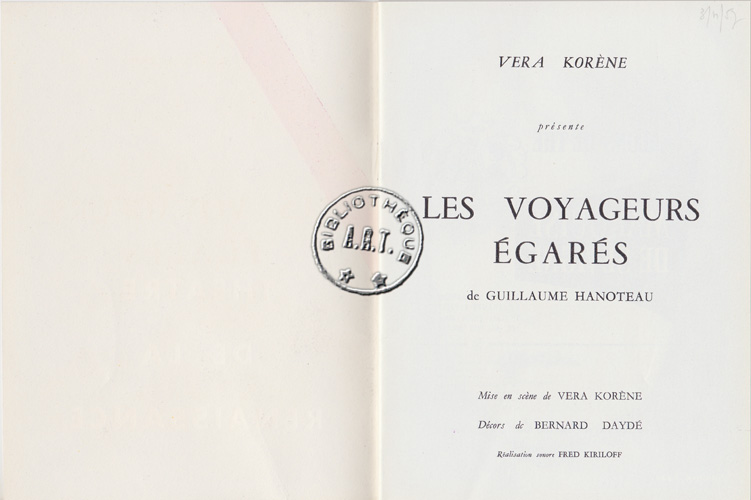 VERA KORÈNE
présente
LES VOYAGEURS
ÉGARÉS
de GUILLAUME HANOTEAU
Mise en scène de VERA KORÈNE
Décors de BERNARD DAYDÉ
Réalisation sonore FRED KIRILOFF
BIBLIOTHÈQUE
A.R.T.